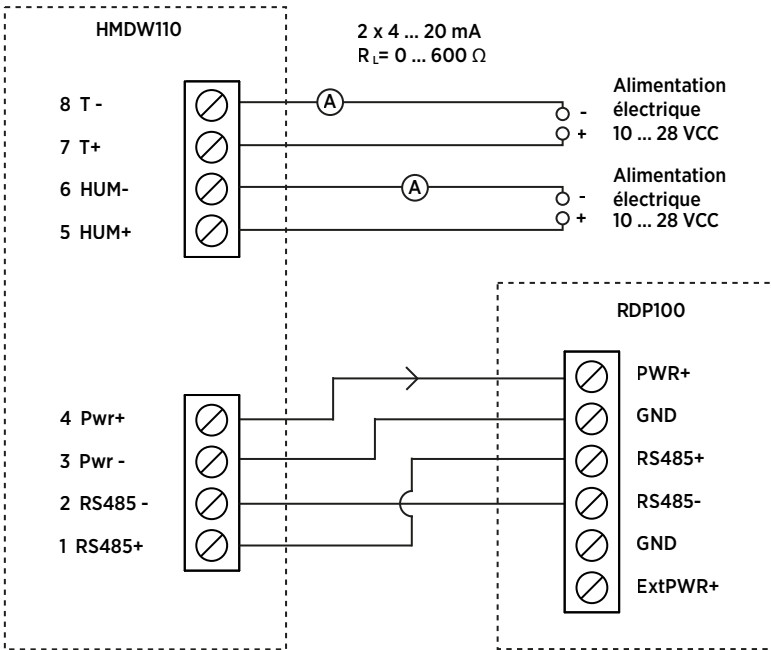 HMDW110
2 x 4 ... 20 mA
R L= 0 ... 600 Ω
8 T -
A
Alimentation
électrique
- 
+ 10 ... 28 VCC
7 T+
6 HUM-
A
Alimentation
électrique
-
+ 10 ... 28 VCC
5 HUM+
RDP100
PWR+
4 Pwr+
GND
3 Pwr -
RS485+
2 RS485 -
RS485-
1 RS485+
GND
ExtPWR+